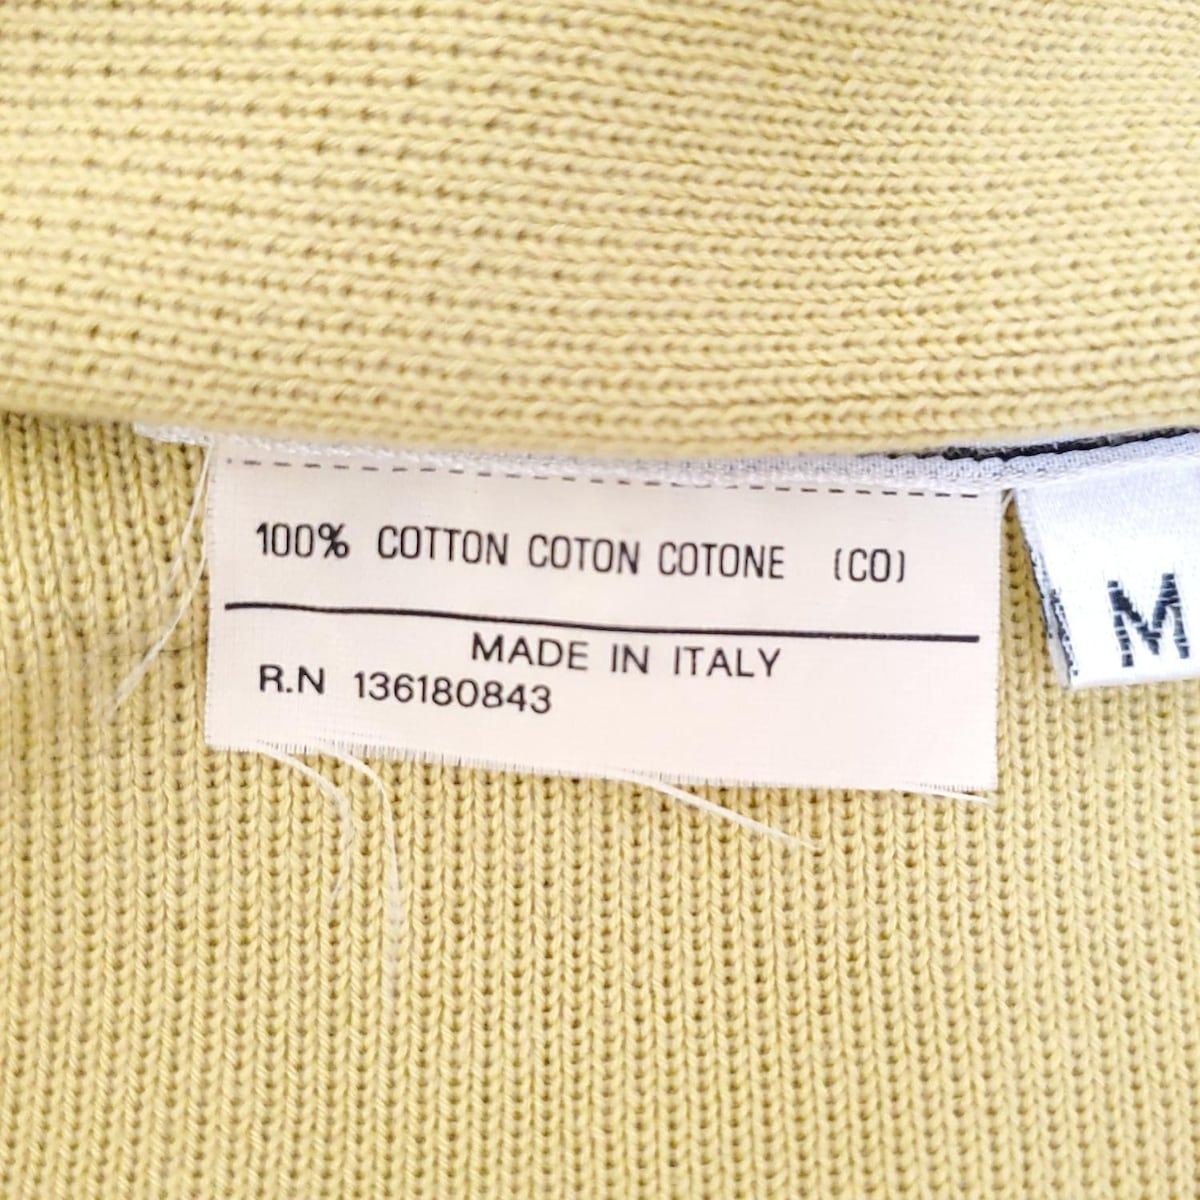 100% COTTON COTON COTONE (CO)
MADE IN ITALY
R.N 136180843
M